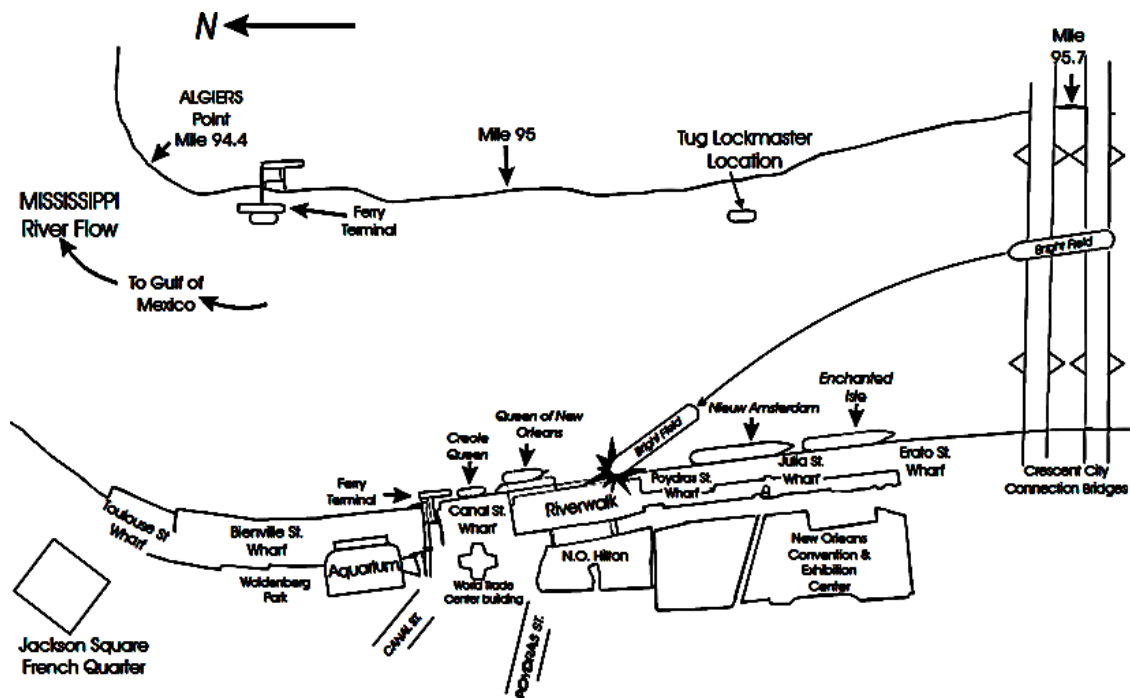 N
Mile
95.7
ALGIERS
Point
Mile 94.4
Mile 95
Tug Lockmaster
Location
MISSISSIPPI
River Flow
Ferry
Terminal
Bright Field
To Gulf of
Mexico
Enchanted
Isle
Nieuw Amsterdam
Queen of New
Orleans
Creole
Queen
Bright Field
Ferry
Terminal
Erato St.
Wharf
Julia St.
Wharf
Poydras St.
Wharf
Crescent City
Connection Bridges
Riverwalk
Canal St.
Wharf
Toulouse St
Wharf
Bienville St.
Wharf
New Orleans
Convention &
Exhibition
Center
N.O. Hilton
Aquarium
Woldenberg
Park
World Trade
Center building
CANAL ST.
POYDRAS ST.
Jackson Square
French Quarter